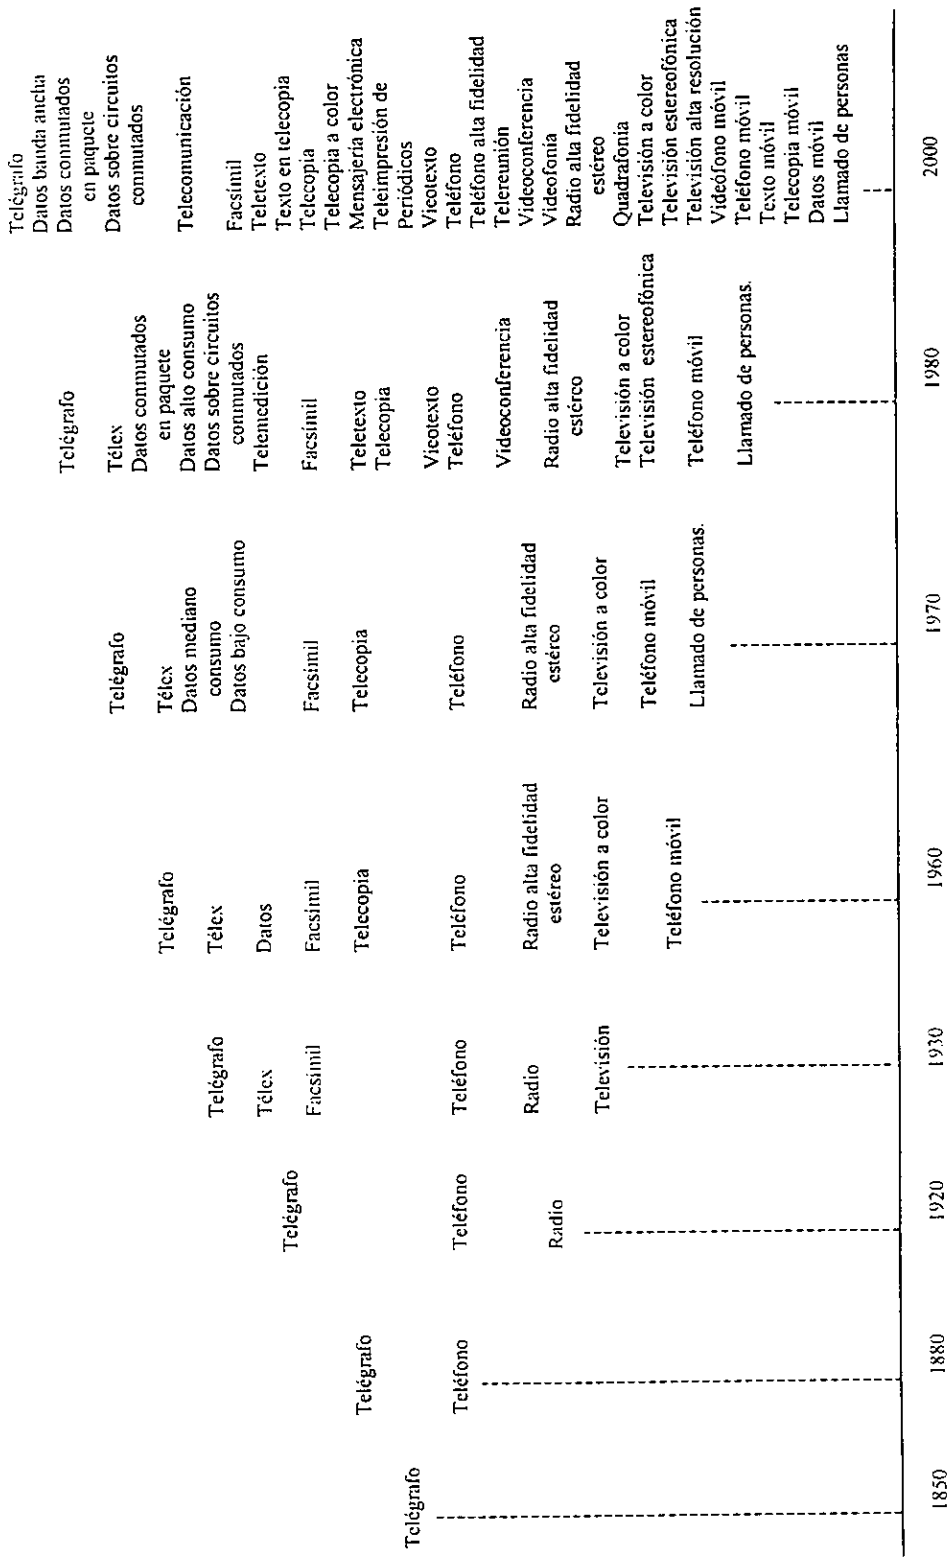 Telégrafo
1850
Telégrafo
Teléfono
1880
Telégrafo
Teléfono
Radio
1920
Telégrafo
Télex
Facsímil
Teléfono
Radio
Televisión
1930
Telégrafo
Télex
Datos
Facsímil
Telecopia
Teléfono
Radio alta fidelidad
estéreo
Televisión a color
Teléfono móvil
1960
Telégrafo
Télex
Datos mediano
consumo
Datos bajo consumo
Facsímil
Telecopia
Teléfono
Radio alta fidelidad
estéreo
Televisión a color
Teléfono móvil
Llamado de personas.
1970
Telégrafo
Télex
Datos conmutados
en paquete
Datos alto consumo
Datos sobre circuitos
conmutados
Telemedición
Facsímil
Teletexto
Telecopia
Vicotexto
Teléfono
Videoconferencia
Radio alta fidelidad
estéreo
Televisión a color
Televisión estereofónica
Teléfono móvil
Llamado de personas.
1980
Telégrafo
Datos banda ancha
Datos conmutados
en paquete
Datos sobre circuitos
conmutados
Telecomunicación
Facsímil
Teletexto
Texto en telecopia
Telecopia
Telecopia a color
Mensajería electrónica
Teleimpresión de
Periódicos
Vicotexto
Teléfono
Teléfono alta fidelidad
Telereunión
Videoconferencia
Videofonía
Radio alta fidelidad
estéreo
Quadrafonía
Televisión a color
Televisión estereofónica
Televisión alta resolución
Videófono móvil
Teléfono móvil
Texto móvil
Telecopia móvil
Datos móvil
Llamado de personas
2000